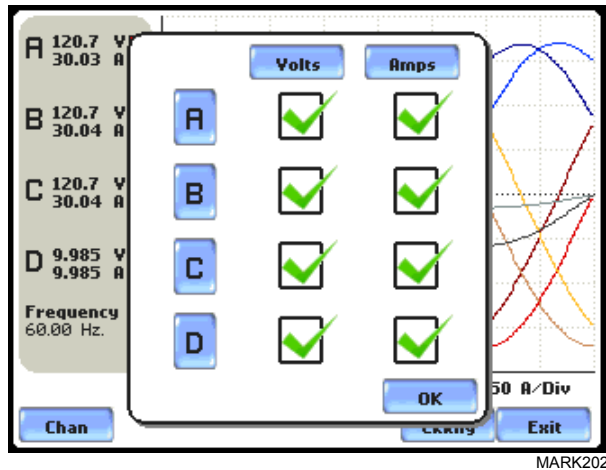 A 120.7
30.03 A
B 120.7 V
30.04 A
C 120.7 V
30.04 A
D 9.985 V
9.985 A
Frequency
60.00 Hz.
Volts Amps
A
B
C
D
OK
50 A/Div
Chan
Exit
MARK202